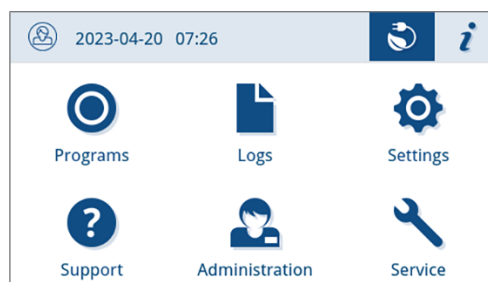 2023-04-20 07:26
Programs Logs Settings
Support Administration Service